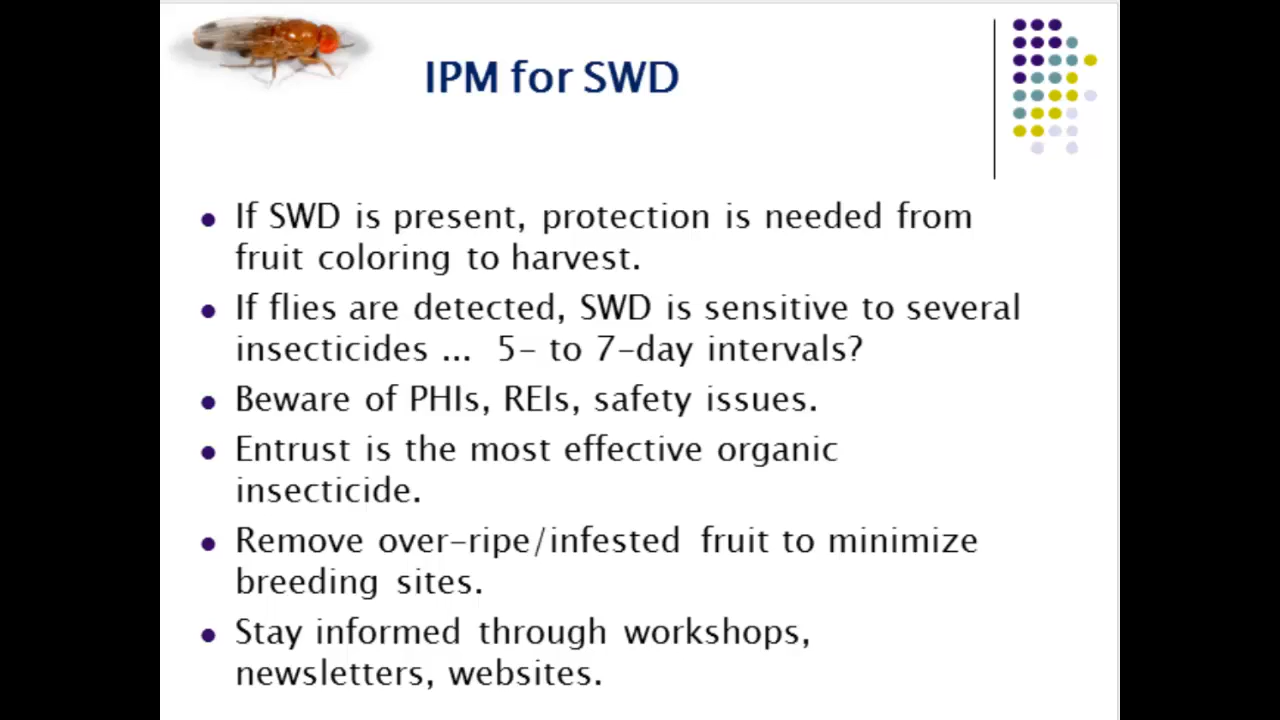 IPM for SWD
If SWD is present, protection is needed from
fruit coloring to harvest.
If flies are detected, SWD is sensitive to several
insecticides ... 5- to 7-day intervals?
Beware of PHIs, REIs, safety issues.
Entrust is the most effective organic
insecticide.
Remove over-ripe/infested fruit to minimize
breeding sites.
Stay informed through workshops,
newsletters, websites.